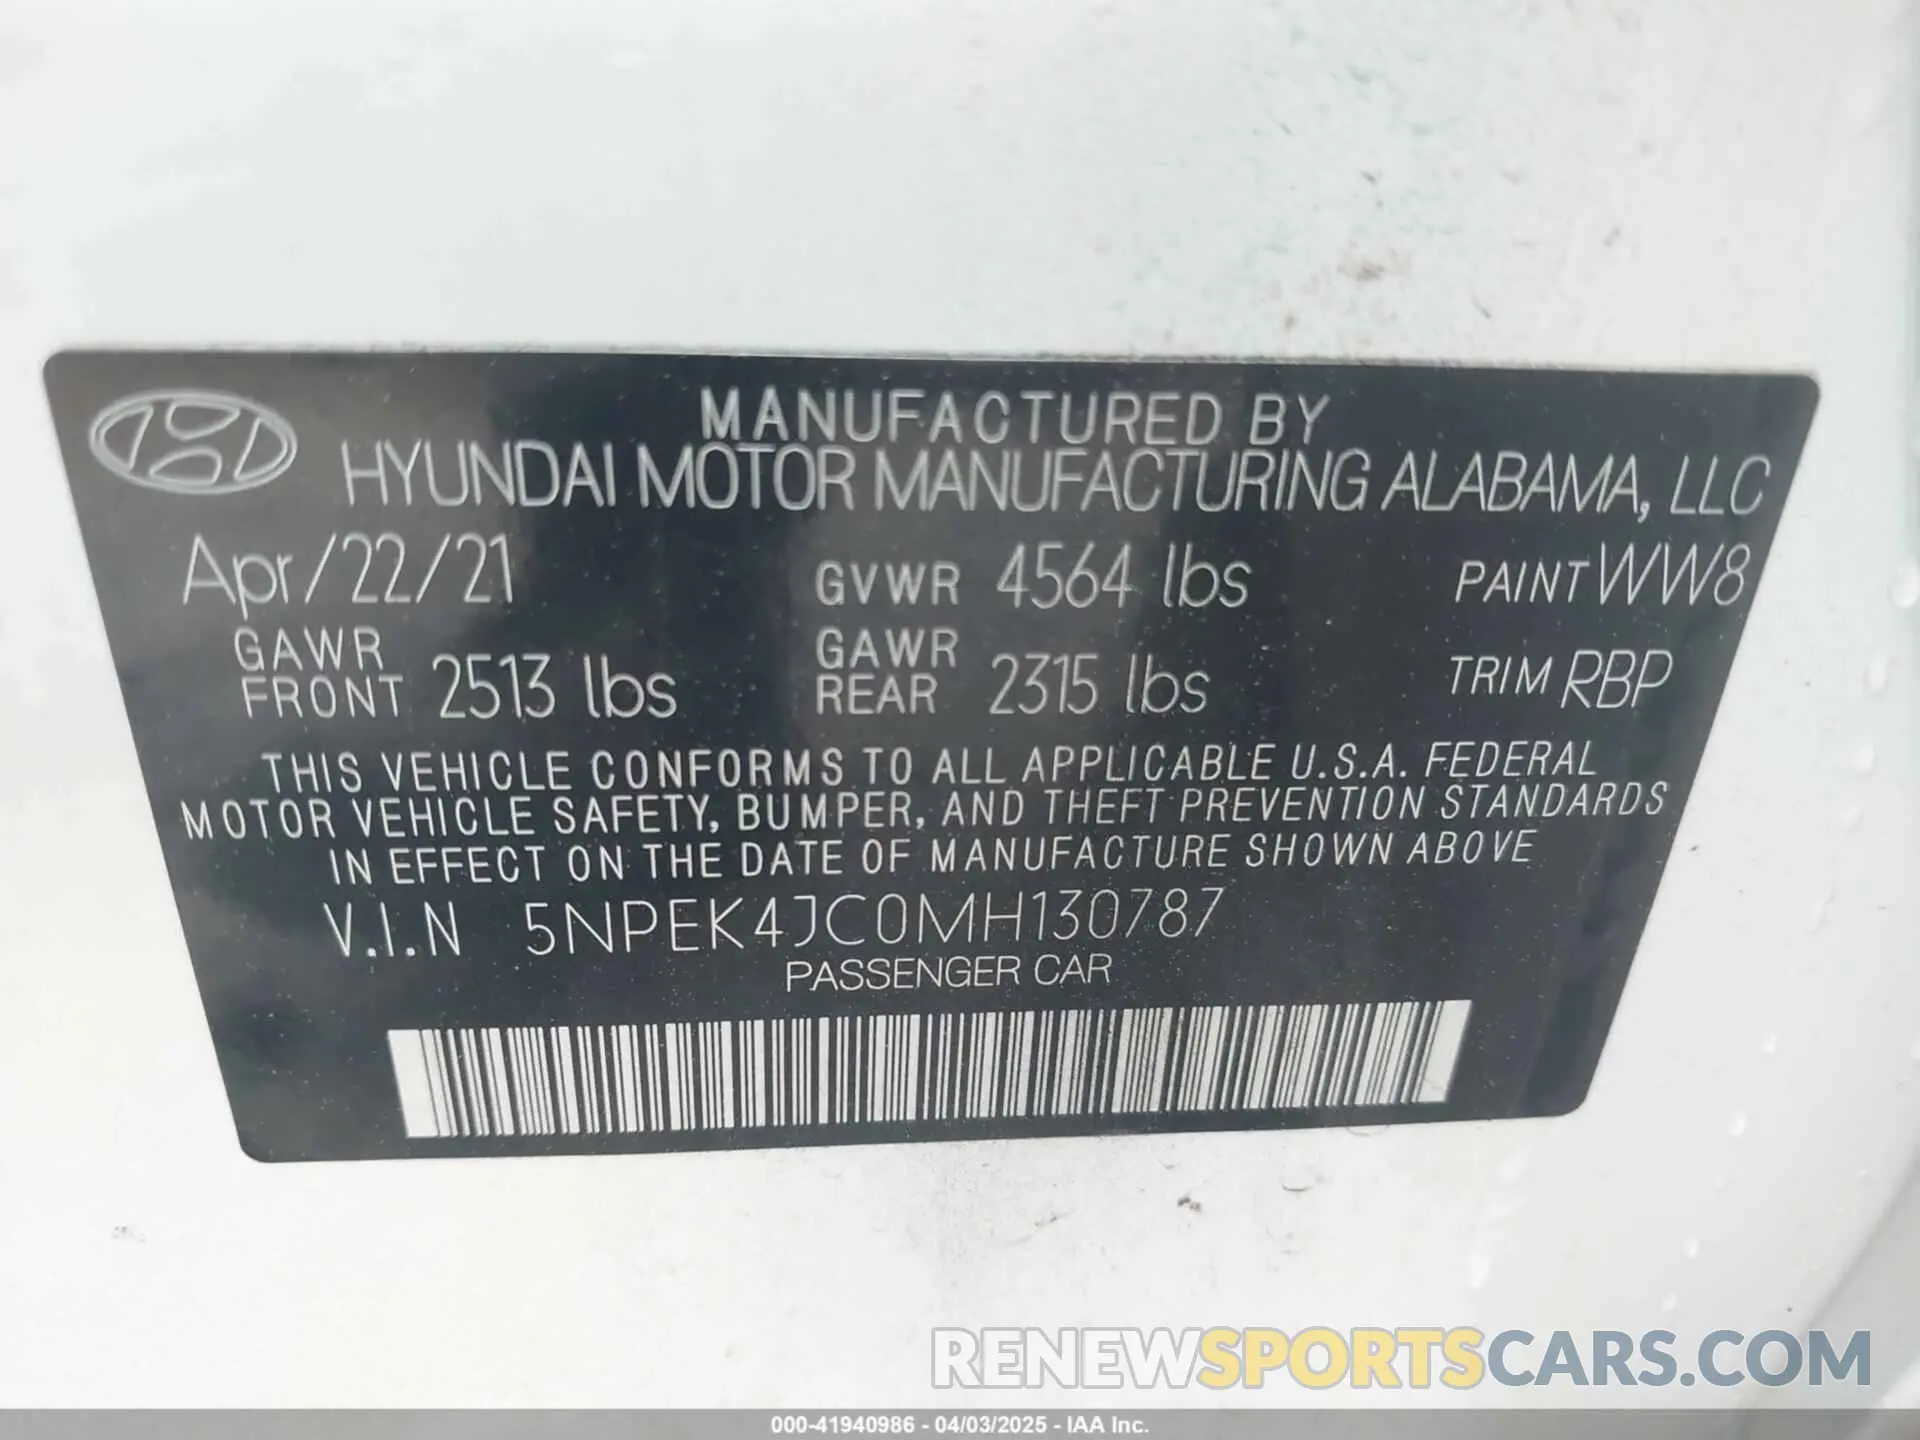 MANUFACTURED BY
HYUNDAI MOTOR MANUFACTURING ALABAMA, LLC
Apr/22/21 GVWR 4564 lbs PAINT WW8
GAWR FRONT 2513 lbs GAWR REAR 2315 lbs TRIM RBP
THIS VEHICLE CONFORMS TO ALL APPLICABLE U.S.A. FEDERAL
MOTOR VEHICLE SAFETY, BUMPER, AND THEFT PREVENTION STANDARDS
IN EFFECT ON THE DATE OF MANUFACTURE SHOWN ABOVE
V.I.N 5NPEK4JC0MH130787
PASSENGER CAR
RENEWSPORTSCARS.COM
000-41940986 - 04/03/2025 - IAA Inc.